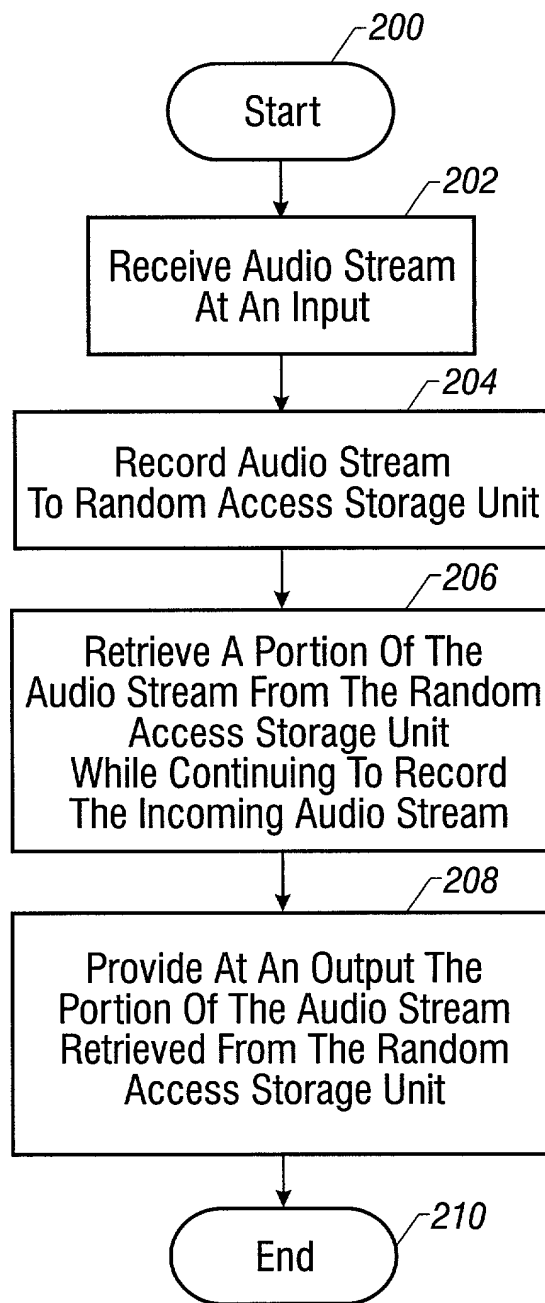 200
Start
202
Receive Audio Stream
At An Input
204
Record Audio Stream
To Random Access Storage Unit
206
Retrieve A Portion Of The
Audio Stream From The Random
Access Storage Unit
While Continuing To Record
The Incoming Audio Stream
208
Provide At An Output The
Portion Of The Audio Stream
Retrieved From The Random
Access Storage Unit
210
End